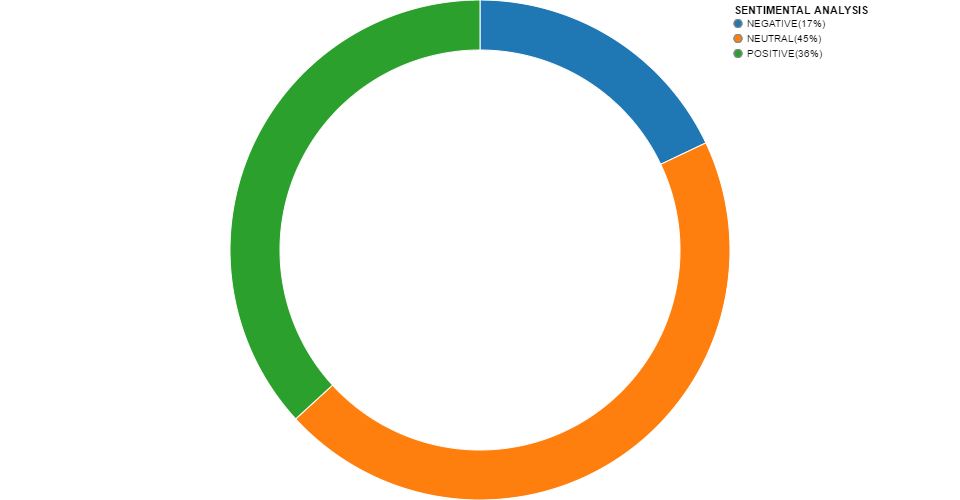 SENTIMENTAL ANALYSIS
NEGATIVE(17%)
NEUTRAL(45%)
POSITIVE(36%)